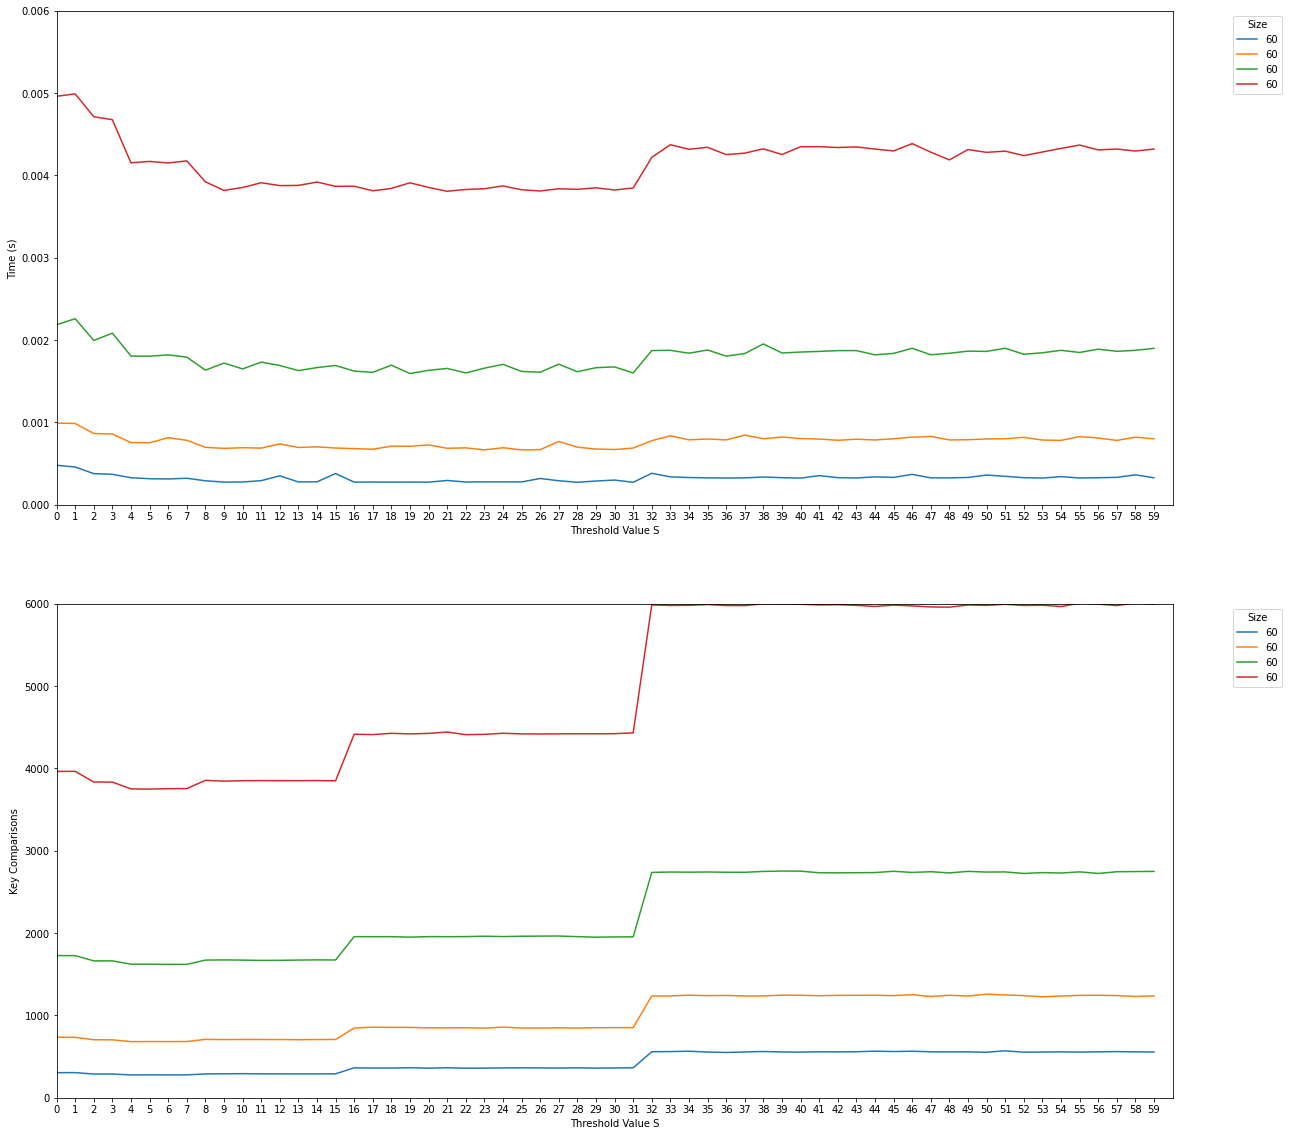 0.006
0.005
0.004
0.003
0.002
0.001
0.000
Time (s)
0 1 2 3 4 5 6 7 8 9 10 11 12 13 14 15 16 17 18 19 20 21 22 23 24 25 26 27 28 29 30 31 32 33 34 35 36 37 38 39 40 41 42 43 44 45 46 47 48 49 50 51 52 53 54 55 56 57 58 59
Threshold Value S
Size
60
60
60
60
6000
5000
4000
3000
2000
1000
0
Key Comparisons
0 1 2 3 4 5 6 7 8 9 10 11 12 13 14 15 16 17 18 19 20 21 22 23 24 25 26 27 28 29 30 31 32 33 34 35 36 37 38 39 40 41 42 43 44 45 46 47 48 49 50 51 52 53 54 55 56 57 58 59
Threshold Value S
Size
60
60
60
60